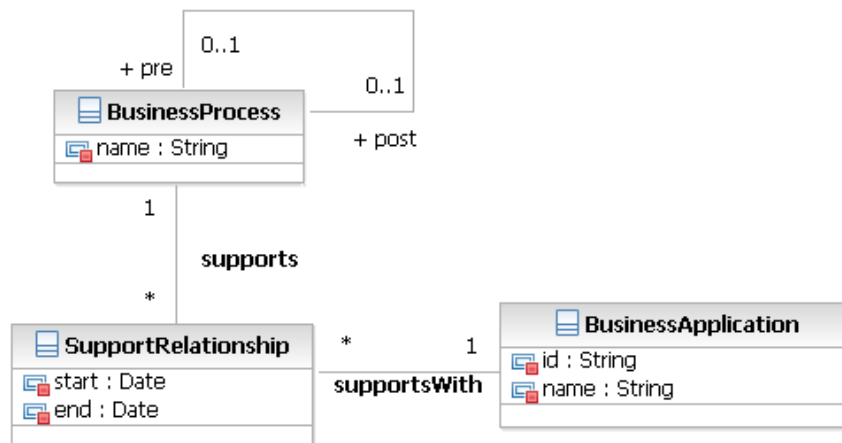 0..1
+ pre
0..1
BusinessProcess
+ post
name : String
1
supports
*
SupportRelationship
* 1
BusinessApplication
start : Date
id : String
end : Date
supportsWith
name : String